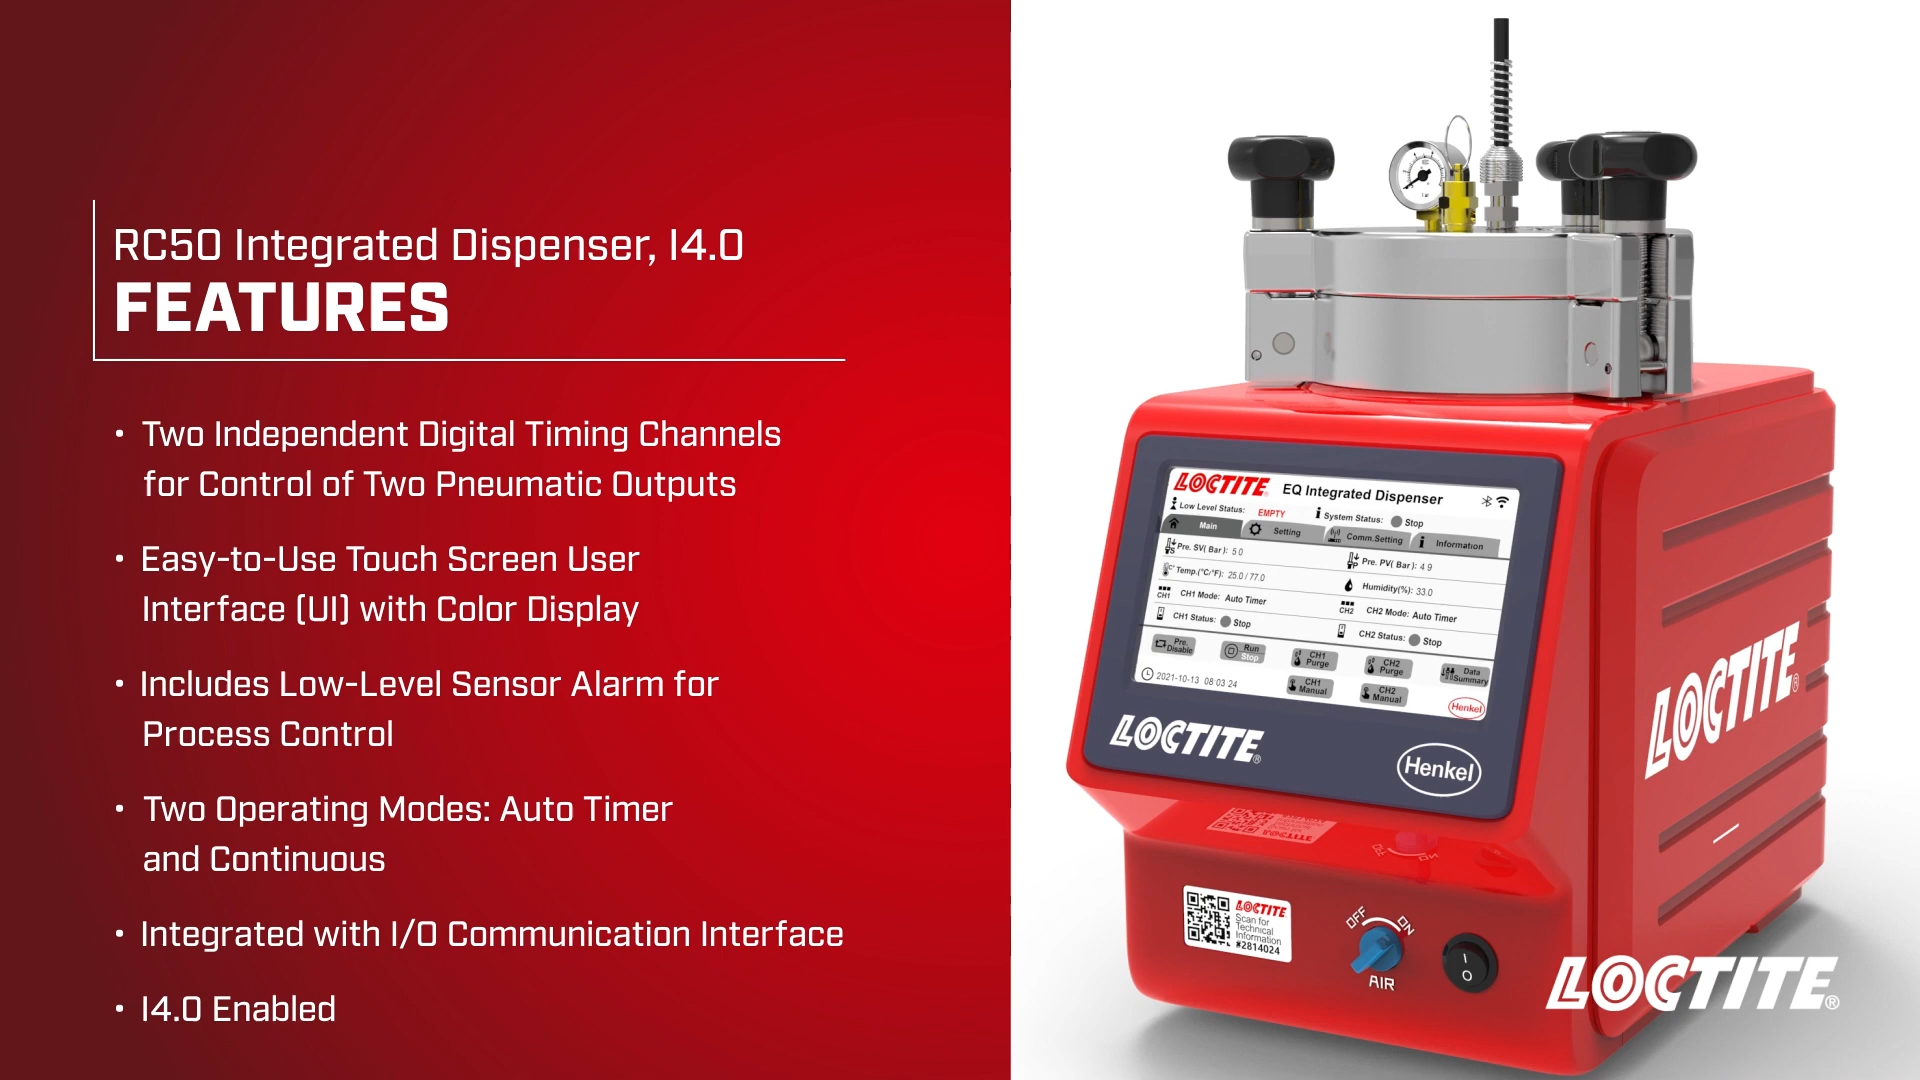 RC50 Integrated Dispenser, I4.0
FEATURES
• Two Independent Digital Timing Channels
for Control of Two Pneumatic Outputs
• Easy-to-Use Touch Screen User
Interface (UI) with Color Display
• Includes Low-Level Sensor Alarm for
Process Control
• Two Operating Modes: Auto Timer
and Continuous
• Integrated with I/O Communication Interface
• I4.0 Enabled
LOCTITE® EQ Integrated Dispenser
Low Level Status: EMPTY System Status: Stop
Main Setting Comm.Setting Information
Pre. SV( Bar ): 5 0 Pre. PV( Bar ): 4 9
Temp.(°C/°F): 25.0 / 77.0 Humidity(%): 33.0
CH1 CH1 Mode: Auto Timer CH2 CH2 Mode: Auto Timer
CH1 Status: Stop CH2 Status: Stop
Pre. Disable
Run Stop
CH1 Purge
CH2 Purge
Data Summary
CH1 Manual
CH2 Manual
2021-10-13 08:03 24
Henkel
LOCTITE®
Henkel
LOCTITE®
LOCTITE
Scan for
Technical
Information
#2814024
OFF ON
AIR
I
O
LOCTITE®